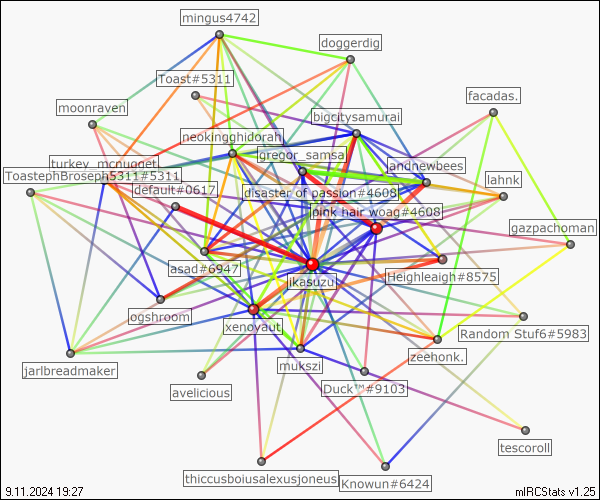 mingus4742
doggerdig
Toast#5311
facadas.
moonraven
bigcitysamurai
neokingghidorah
gregor_samsa
turkey_mcnugget
andnewbees
ToastephBroseph5311#5311
default#0617
disaster of passion#4608
lahnk
pink hair woag#4608
gazpachoman
asad#6947
jkasuzu
Heighleaigh#8575
ogshroom
xenovaut
Random Stuf6#5983
zeehonk.
mukszi
jarlbreadmaker
avelicious
Duck™#9103
tescoroll
thiccusboiusalexusjoneus
Knowun#6424
9.11.2024 19:27
mIRCStats v1.25